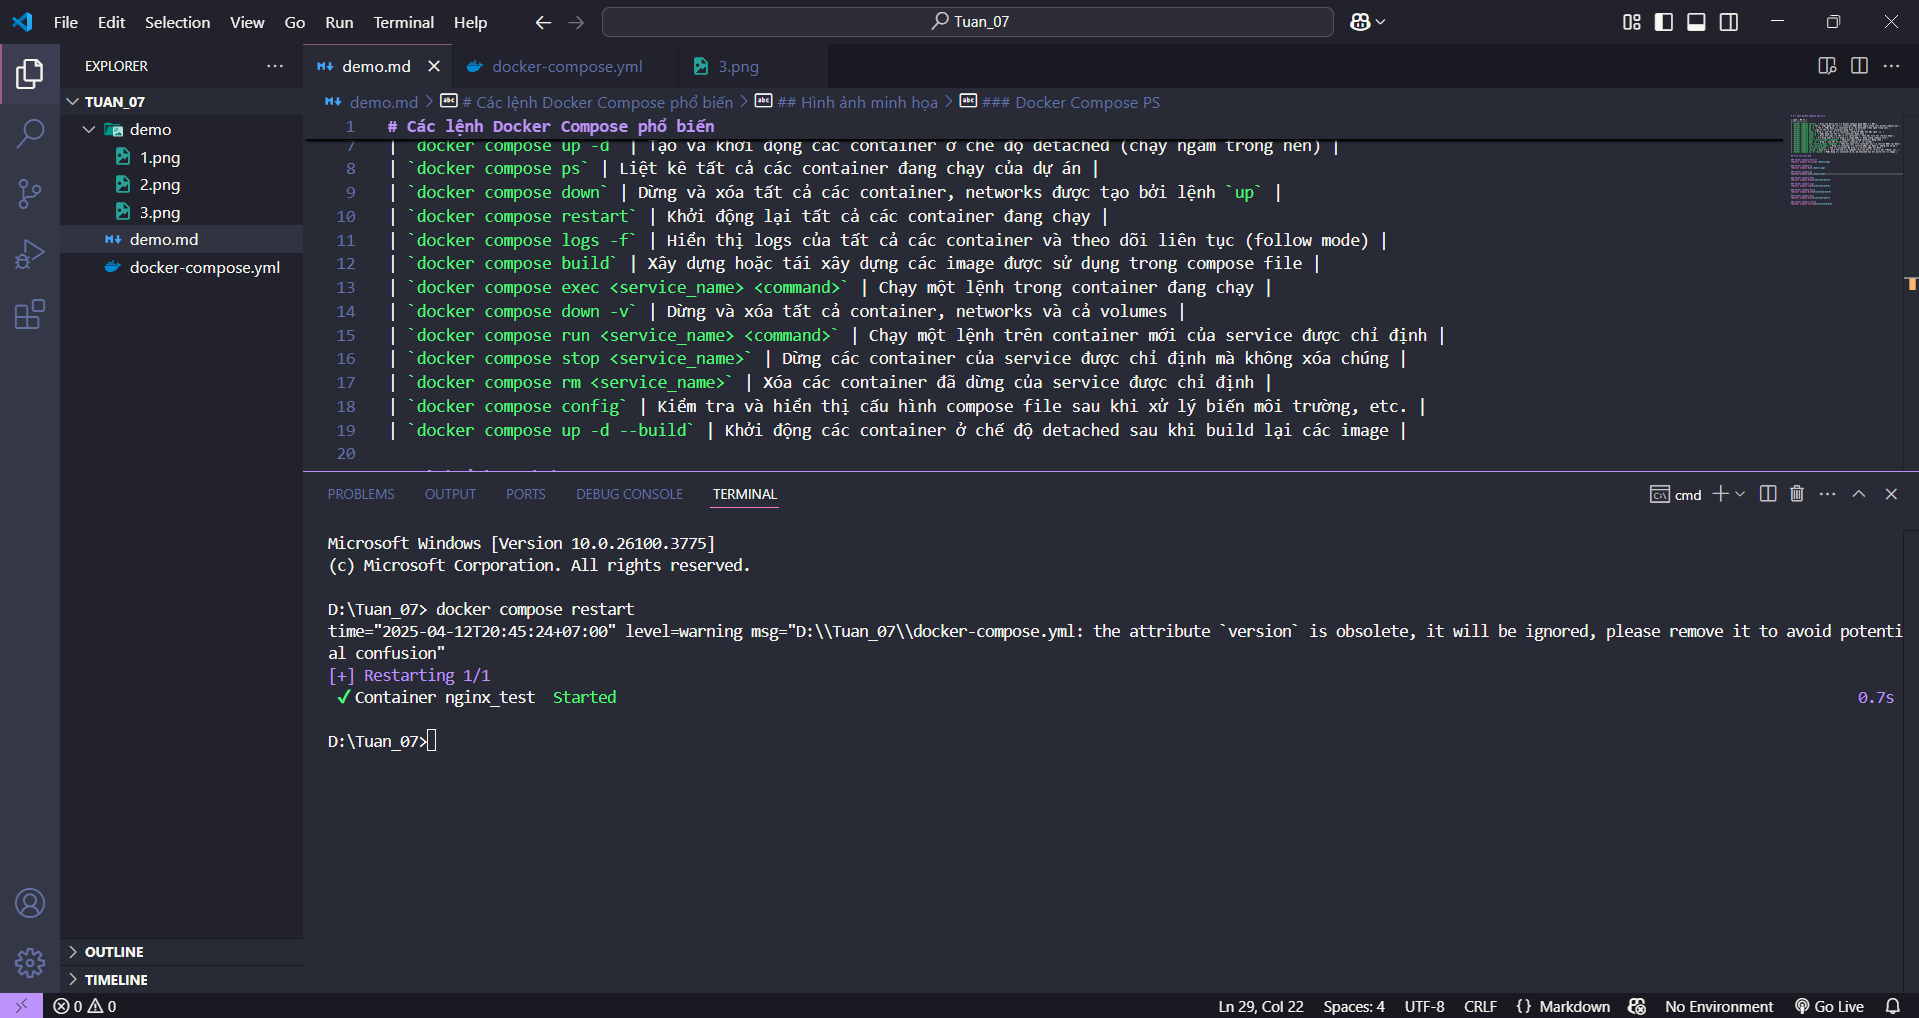 File Edit Selection View Go Run Terminal Help
Tuan_07
EXPLORER
TUAN_07
demo
1.png
2.png
3.png
demo.md
docker-compose.yml
OUTLINE
TIMELINE
demo.md docker-compose.yml 3.png
demo.md > # Các lệnh Docker Compose phổ biến > ## Hình ảnh minh họa > ### Docker Compose PS
1 # Các lệnh Docker Compose phổ biến
7 | `docker compose up -d` | Tạo và khởi động các container ở chế độ detached (chạy ngầm trong nền) |
8 | `docker compose ps` | Liệt kê tất cả các container đang chạy của dự án |
9 | `docker compose down` | Dừng và xóa tất cả các container, networks được tạo bởi lệnh `up` |
10 | `docker compose restart` | Khởi động lại tất cả các container đang chạy |
11 | `docker compose logs -f` | Hiển thị logs của tất cả các container và theo dõi liên tục (follow mode) |
12 | `docker compose build` | Xây dựng hoặc tái xây dựng các image được sử dụng trong compose file |
13 | `docker compose exec <service_name> <command>` | Chạy một lệnh trong container đang chạy |
14 | `docker compose down -v` | Dừng và xóa tất cả container, networks và cả volumes |
15 | `docker compose run <service_name> <command>` | Chạy một lệnh trên container mới của service được chỉ định |
16 | `docker compose stop <service_name>` | Dừng các container của service được chỉ định mà không xóa chúng |
17 | `docker compose rm <service_name>` | Xóa các container đã dừng của service được chỉ định |
18 | `docker compose config` | Kiểm tra và hiển thị cấu hình compose file sau khi xử lý biến môi trường, etc. |
19 | `docker compose up -d --build` | Khởi động các container ở chế độ detached sau khi build lại các image |
20
PROBLEMS OUTPUT PORTS DEBUG CONSOLE TERMINAL
cmd
Microsoft Windows [Version 10.0.26100.3775]
(c) Microsoft Corporation. All rights reserved.
D:\Tuan_07> docker compose restart
time="2025-04-12T20:45:24+07:00" level=warning msg="D:\\Tuan_07\\docker-compose.yml: the attribute `version` is obsolete, it will be ignored, please remove it to avoid potenti
al confusion"
[+] Restarting 1/1
✓ Container nginx_test Started 0.7s
D:\Tuan_07>
0 0 Ln 29, Col 22 Spaces: 4 UTF-8 CRLF {} Markdown No Environment Go Live